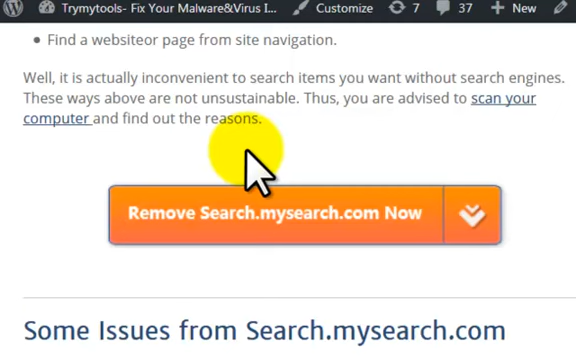 Trymytools- Fix Your Malware&Virus I... Customize 7 37 New
Find a websiteor page from site navigation.
Well, it is actually inconvenient to search items you want without search engines.
These ways above are not unsustainable. Thus, you are advised to scan your
computer and find out the reasons.
Remove Search.mysearch.com Now
Some Issues from Search.mysearch.com